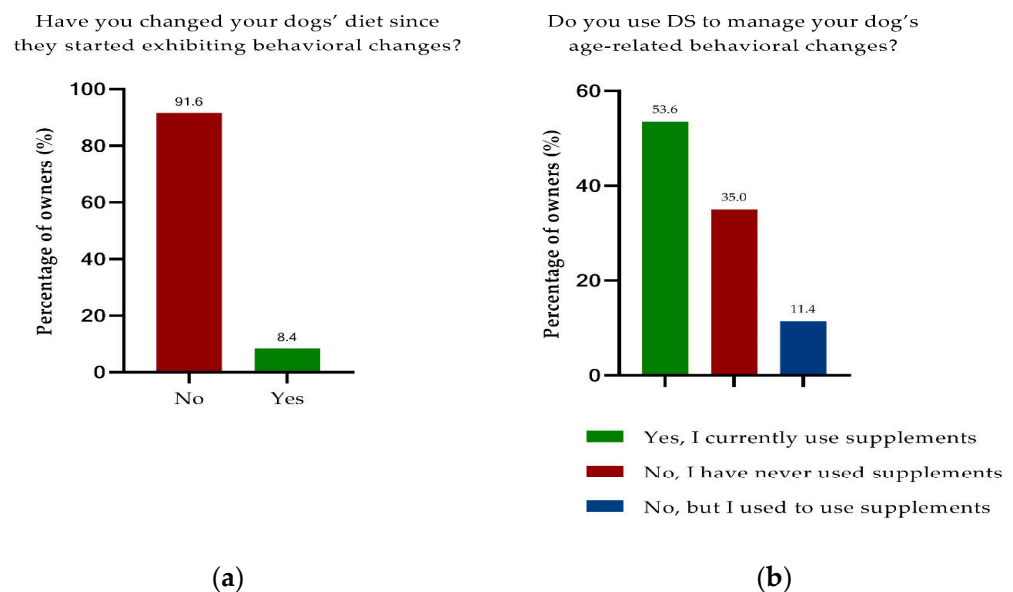 Have you changed your dogs’ diet since
they started exhibiting behavioral changes?
Percentage of owners (%)
100
80
60
40
20
0
91.6
8.4
No
Yes
(a)
Do you use DS to manage your dog’s
age-related behavioral changes?
Percentage of owners (%)
60
40
20
0
53.6
35.0
11.4
Yes, I currently use supplements
No, I have never used supplements
No, but I used to use supplements
(b)